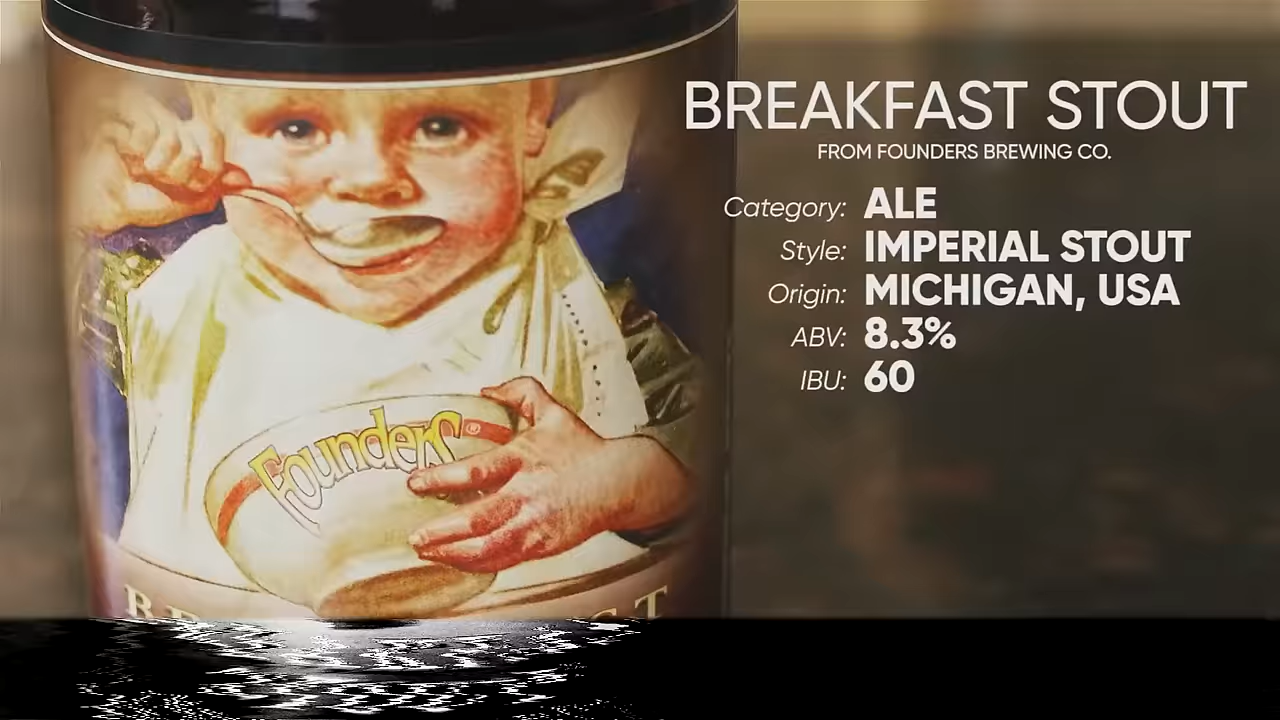 BREAKFAST STOUT
FROM FOUNDERS BREWING CO.
Category: ALE
Style: IMPERIAL STOUT
Origin: MICHIGAN, USA
ABV: 8.3%
IBU: 60
Founders®